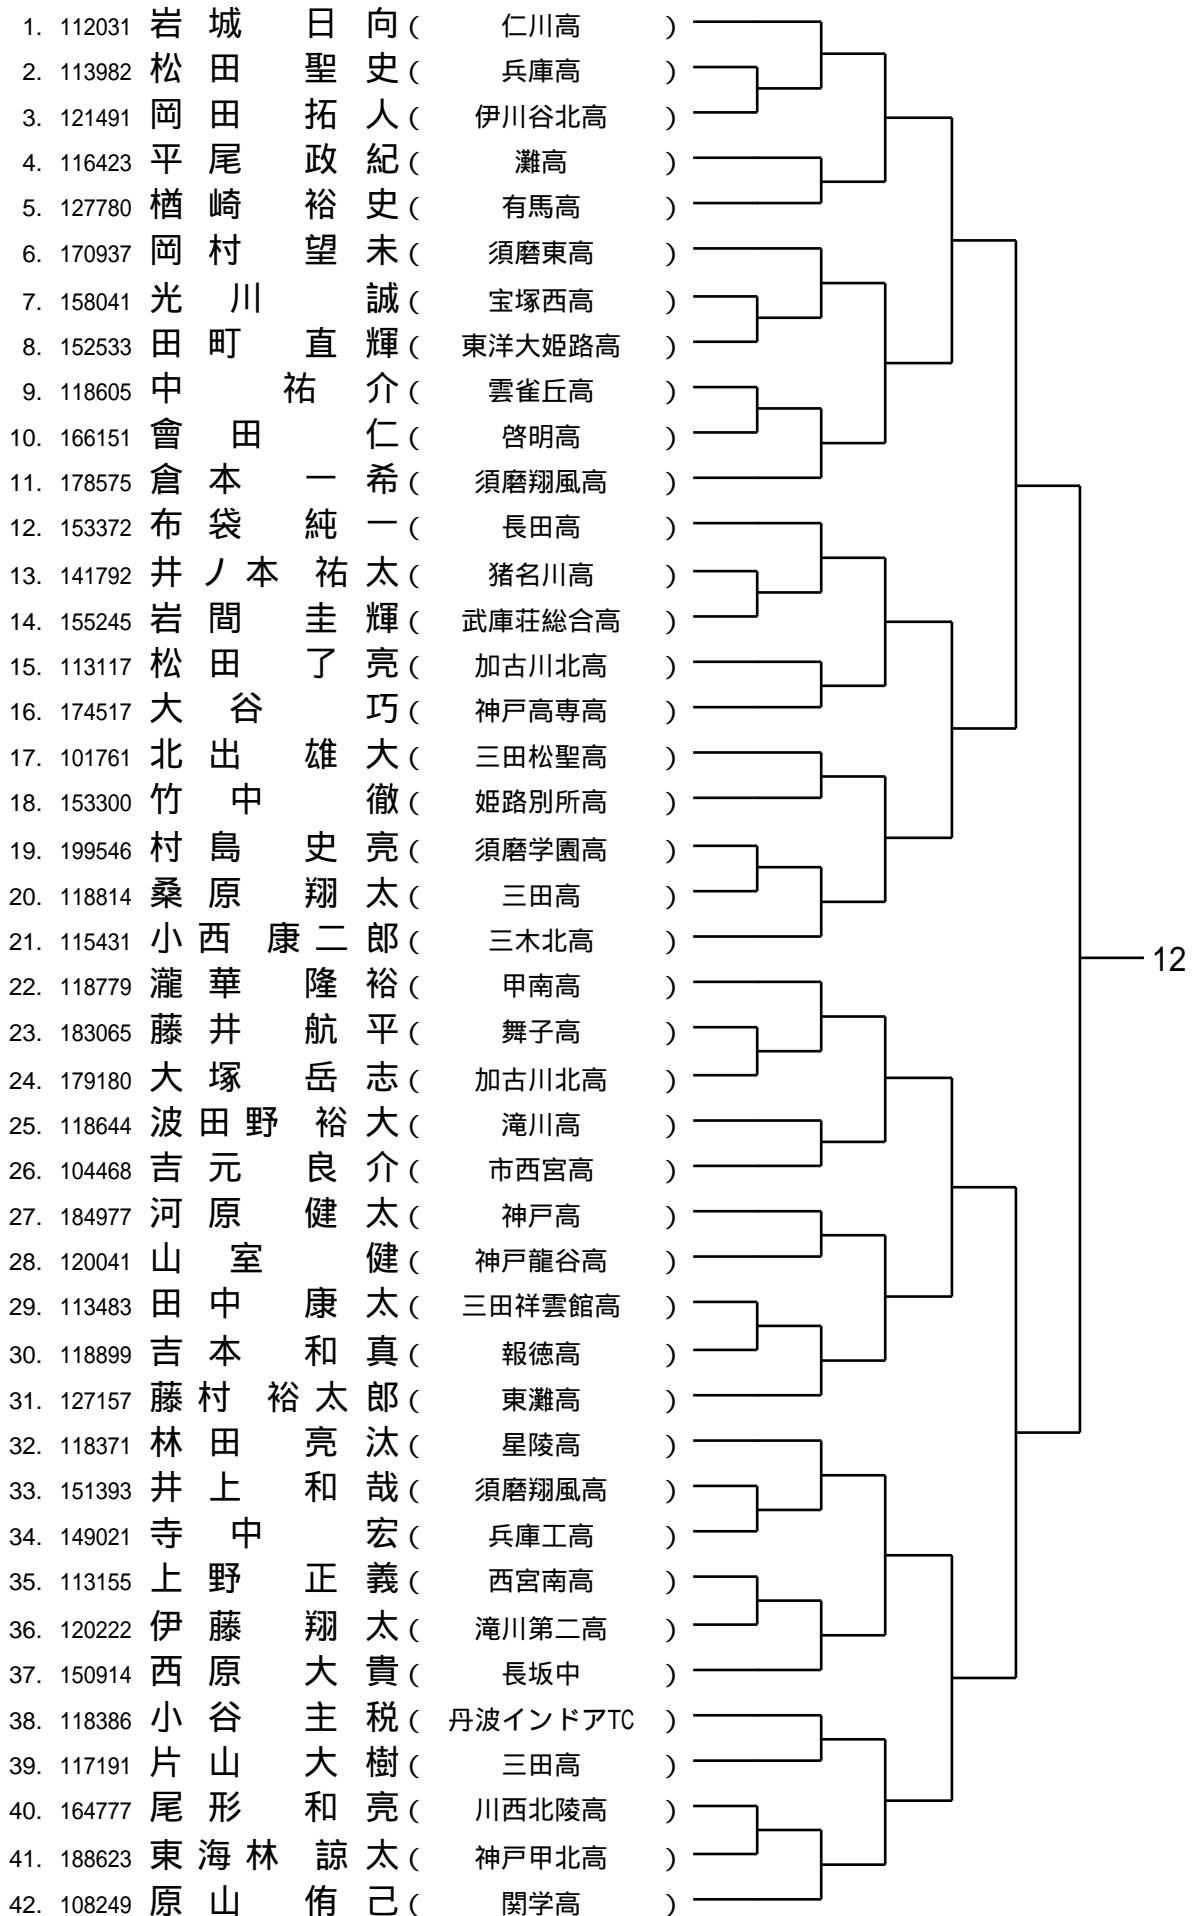 1. 112031 岩城 日向 ( 仁川高 )
2. 113982 松田 聖史 ( 兵庫高 )
3. 121491 岡田 拓人 ( 伊川谷北高 )
4. 116423 平尾 政紀 ( 灘高 )
5. 127780 楢崎 裕史 ( 有馬高 )
6. 170937 岡村 望未 ( 須磨東高 )
7. 158041 光川 誠 ( 宝塚西高 )
8. 152533 田町 直輝 ( 東洋大姫路高 )
9. 118605 中 祐介 ( 雲雀丘高 )
10. 166151 會田 仁 ( 啓明高 )
11. 178575 倉本 一希 ( 須磨翔風高 )
12. 153372 布袋 純一 ( 長田高 )
13. 141792 井ノ本 祐太 ( 猪名川高 )
14. 155245 岩間 圭輝 ( 武庫荘総合高 )
15. 113117 松田 了亮 ( 加古川北高 )
16. 174517 大谷 巧 ( 神戸高専高 )
17. 101761 北出 雄大 ( 三田松聖高 )
18. 153300 竹中 徹 ( 姫路別所高 )
19. 199546 村島 史亮 ( 須磨学園高 )
20. 118814 桑原 翔太 ( 三田高 )
21. 115431 小西 康二郎 ( 三木北高 )
12
22. 118779 瀧華 隆裕 ( 甲南高 )
23. 183065 藤井 航平 ( 舞子高 )
24. 179180 大塚 岳志 ( 加古川北高 )
25. 118644 波田野 裕大 ( 滝川高 )
26. 104468 吉元 良介 ( 市西宮高 )
27. 184977 河原 健太 ( 神戸高 )
28. 120041 山室 健 ( 神戸龍谷高 )
29. 113483 田中 康太 ( 三田祥雲館高 )
30. 118899 吉本 和真 ( 報徳高 )
31. 127157 藤村 裕太郎 ( 東灘高 )
32. 118371 林田 亮汰 ( 星陵高 )
33. 151393 井上 和哉 ( 須磨翔風高 )
34. 149021 寺中 宏 ( 兵庫工高 )
35. 113155 上野 正義 ( 西宮南高 )
36. 120222 伊藤 翔太 ( 滝川第二高 )
37. 150914 西原 大貴 ( 長坂中 )
38. 118386 小谷 主税 ( 丹波インドアTC )
39. 117191 片山 大樹 ( 三田高 )
40. 164777 尾形 和亮 ( 川西北陵高 )
41. 188623 東海林 諒太 ( 神戸甲北高 )
42. 108249 原山 侑己 ( 関学高 )